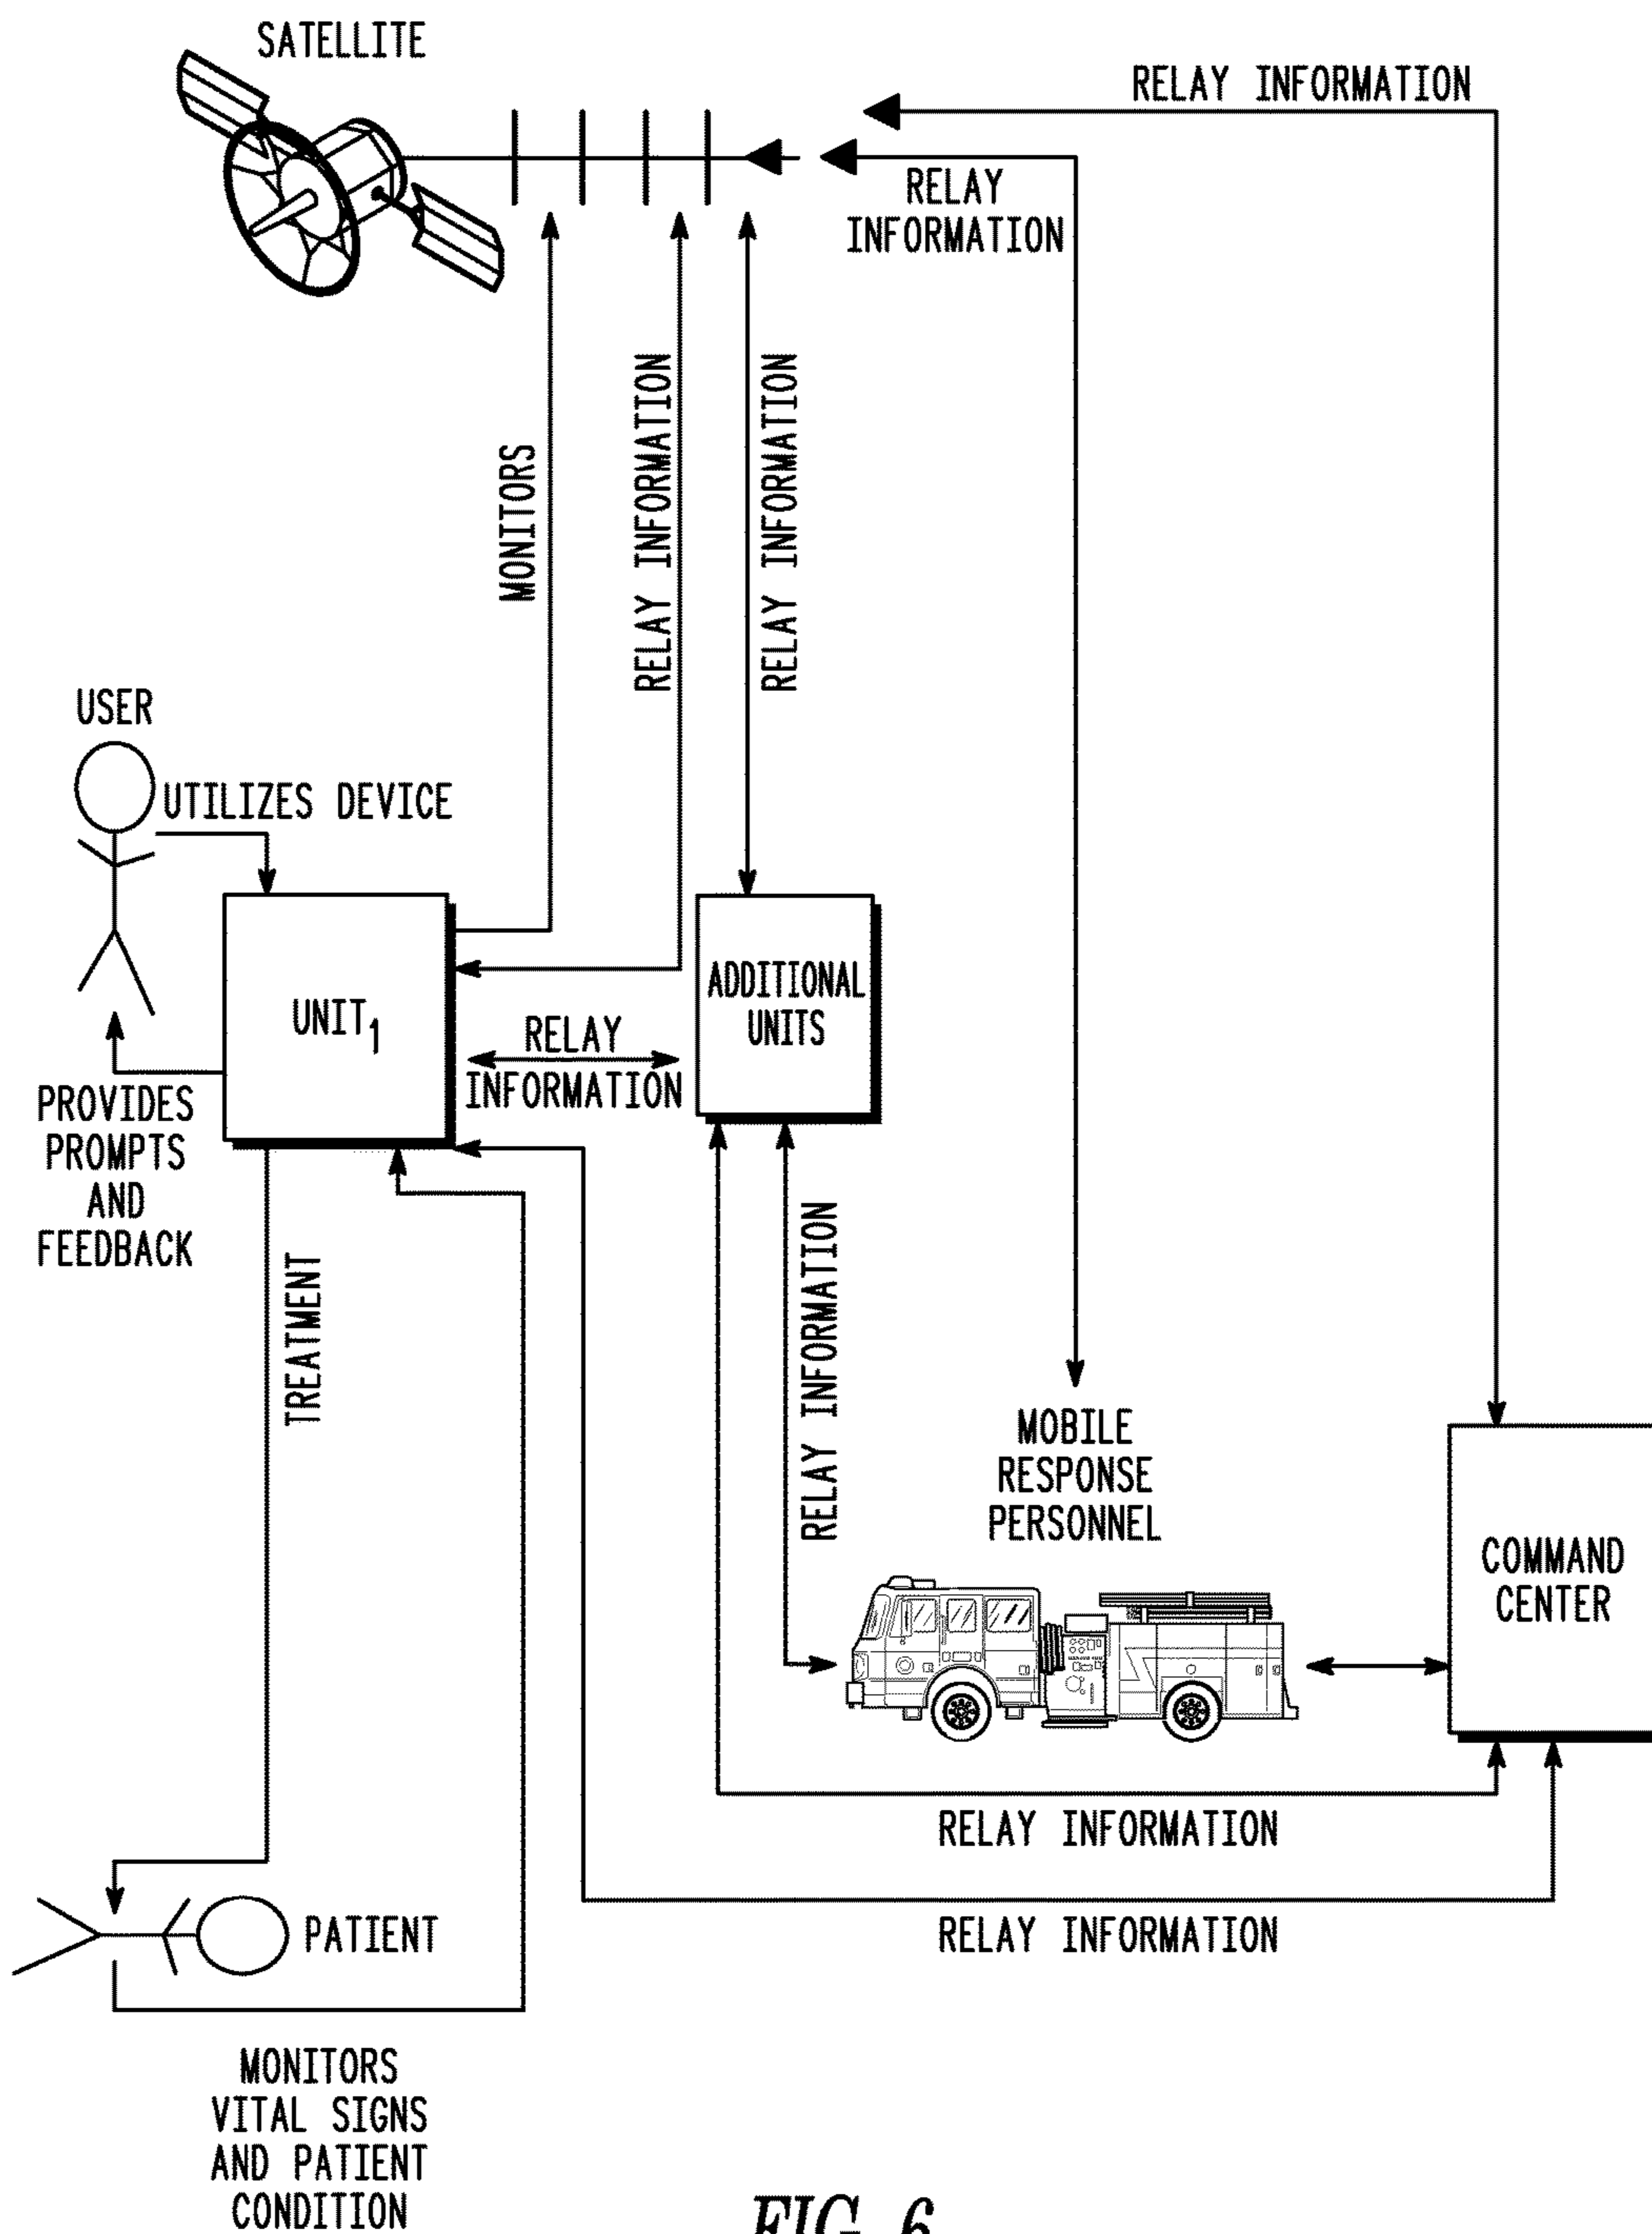 SATELLITE
RELAY INFORMATION
RELAY
INFORMATION
MONITORS
RELAY INFORMATION
RELAY INFORMATION
USER
UTILIZES DEVICE
UNIT1
ADDITIONAL
UNITS
RELAY
INFORMATION
PROVIDES
PROMPTS
AND
FEEDBACK
TREATMENT
RELAY INFORMATION
MOBILE
RESPONSE
PERSONNEL
COMMAND
CENTER
RELAY INFORMATION
RELAY INFORMATION
PATIENT
MONITORS
VITAL SIGNS
AND PATIENT
CONDITION
FIG. 6